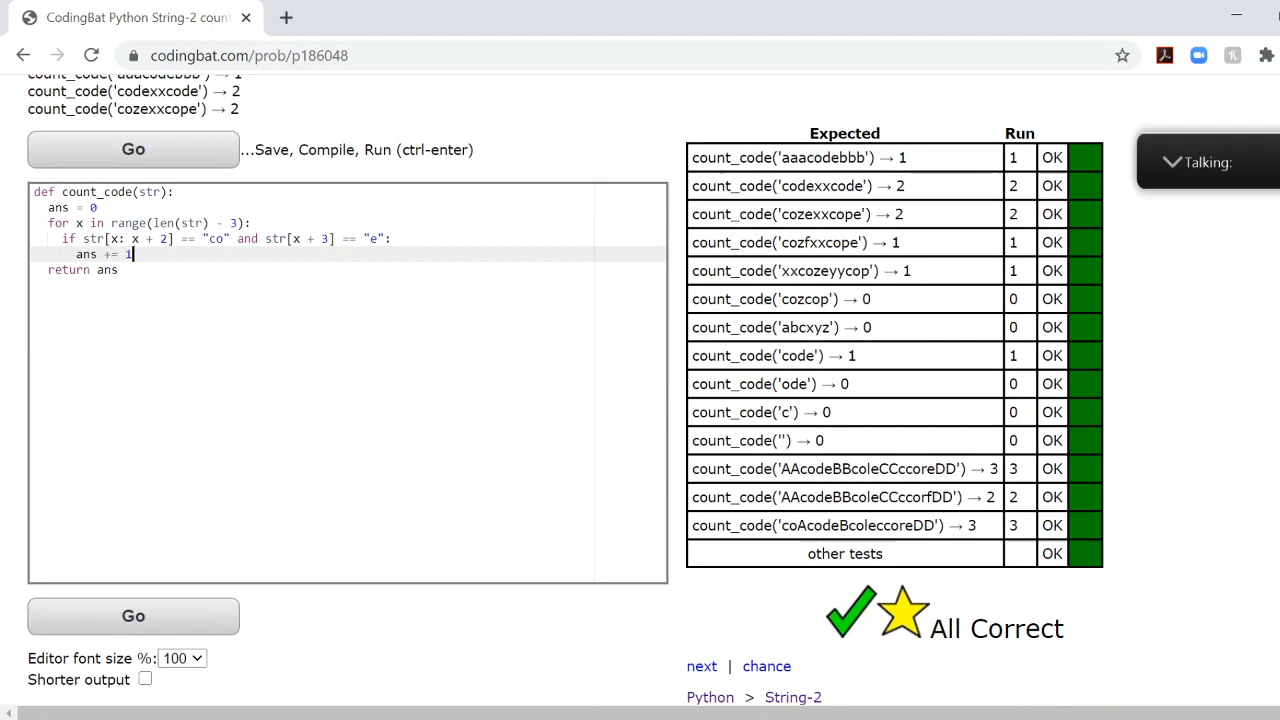 CodingBat Python String-2 count
codingbat.com/prob/p186048
count_code('aaacodebbb') → 1
count_code('codexxcode') → 2
count_code('cozexxcope') → 2
Go
...Save, Compile, Run (ctrl-enter)
def count_code(str):
  ans = 0
  for x in range(len(str) - 3):
    if str[x: x + 2] == "co" and str[x + 3] == "e":
      ans += 1
  return ans
Go
Editor font size %: 100
Shorter output
Expected Run
count_code('aaacodebbb') → 1 1 OK
count_code('codexxcode') → 2 2 OK
count_code('cozexxcope') → 2 2 OK
count_code('cozfxxcope') → 1 1 OK
count_code('xxcozeyycop') → 1 1 OK
count_code('cozcop') → 0 0 OK
count_code('abcxyz') → 0 0 OK
count_code('code') → 1 1 OK
count_code('ode') → 0 0 OK
count_code('c') → 0 0 OK
count_code('') → 0 0 OK
count_code('AAcodeBBcoleCCccoreDD') → 3 3 OK
count_code('AAcodeBBcoleCCccorfDD') → 2 2 OK
count_code('coAcodeBcoleccoreDD') → 3 3 OK
other tests OK
All Correct
next | chance
Python > String-2
Talking: